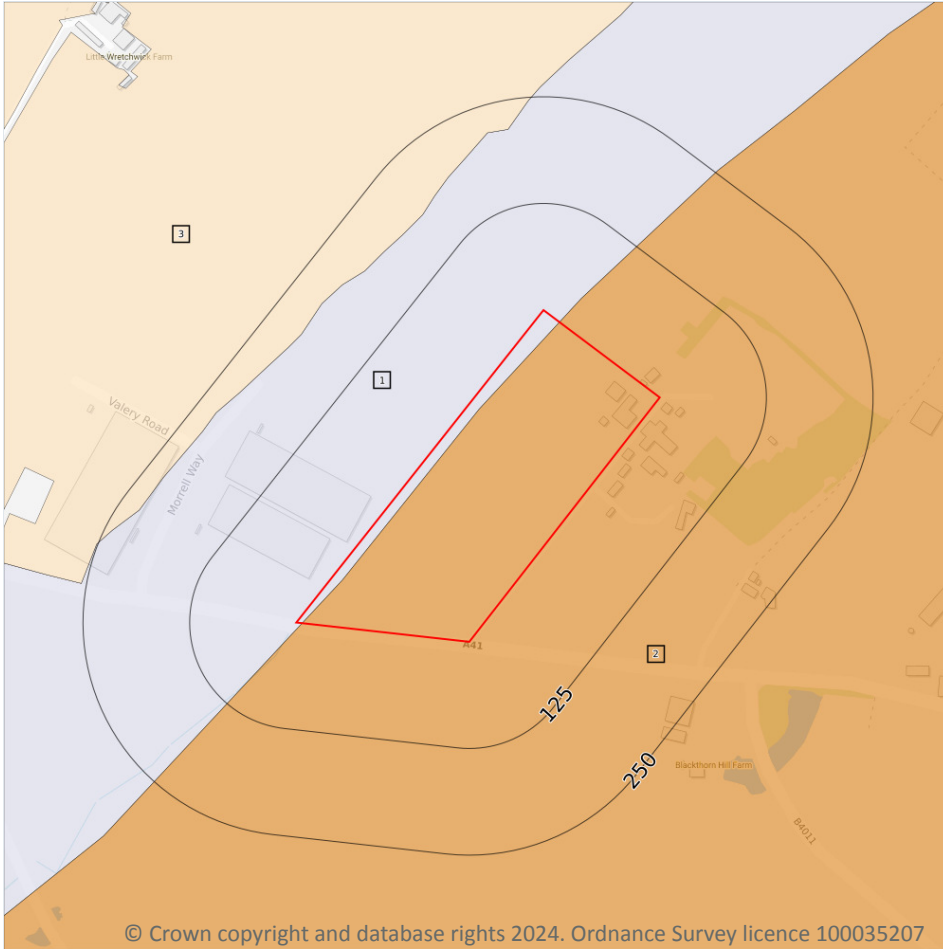 Little Wretchwick Farm
3
1
Valery Road
Morrell Way
A41
2
125
250
Blackthorn Hill Farm
B4011
© Crown copyright and database rights 2024. Ordnance Survey licence 100035207